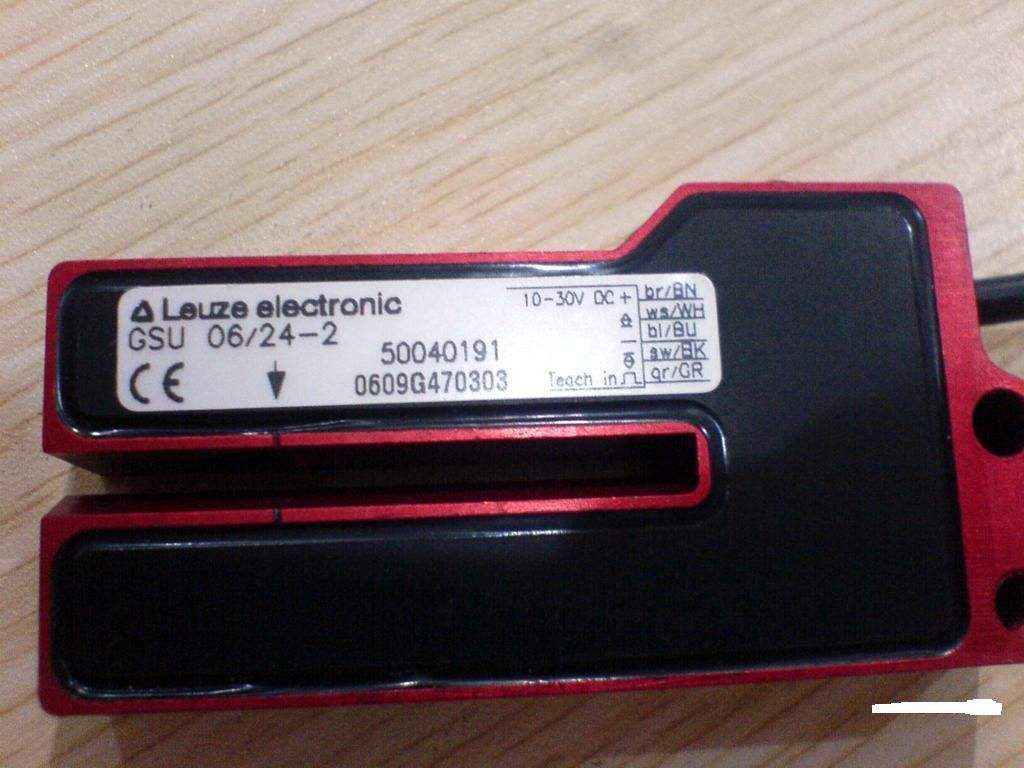 Leuze electronic
GSU 06/24-2
50040191
CE 0609G470303
10-30V DC +
Teach in
br/BN
ws/WH
bl/BU
sw/BK
gr/GR